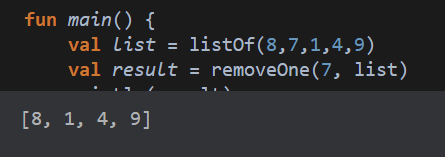 fun main() {
val list = listOf(8,7,1,4,9)
val result = removeOne(7, list)
[8, 1, 4, 9]